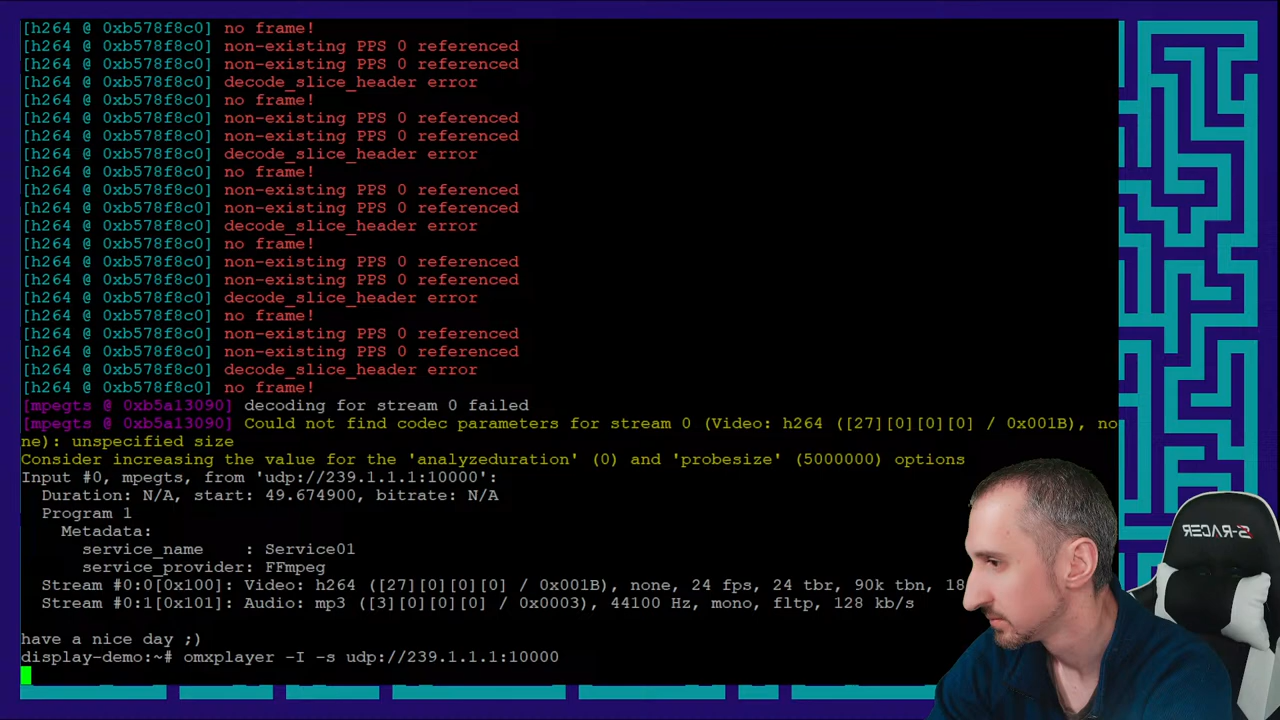 [h264 @ 0xb578f8c0] no frame!
[h264 @ 0xb578f8c0] non-existing PPS 0 referenced
[h264 @ 0xb578f8c0] non-existing PPS 0 referenced
[h264 @ 0xb578f8c0] decode_slice_header error
[h264 @ 0xb578f8c0] no frame!
[h264 @ 0xb578f8c0] non-existing PPS 0 referenced
[h264 @ 0xb578f8c0] non-existing PPS 0 referenced
[h264 @ 0xb578f8c0] decode_slice_header error
[h264 @ 0xb578f8c0] no frame!
[h264 @ 0xb578f8c0] non-existing PPS 0 referenced
[h264 @ 0xb578f8c0] non-existing PPS 0 referenced
[h264 @ 0xb578f8c0] decode_slice_header error
[h264 @ 0xb578f8c0] no frame!
[h264 @ 0xb578f8c0] non-existing PPS 0 referenced
[h264 @ 0xb578f8c0] non-existing PPS 0 referenced
[h264 @ 0xb578f8c0] decode_slice_header error
[h264 @ 0xb578f8c0] no frame!
[h264 @ 0xb578f8c0] non-existing PPS 0 referenced
[h264 @ 0xb578f8c0] non-existing PPS 0 referenced
[h264 @ 0xb578f8c0] decode_slice_header error
[h264 @ 0xb578f8c0] no frame!
[mpegts @ 0xb5a13090] decoding for stream 0 failed
[mpegts @ 0xb5a13090] Could not find codec parameters for stream 0 (Video: h264 ([27][0][0][0] / 0x001B), no
ne): unspecified size
Consider increasing the value for the 'analyzeduration' (0) and 'probesize' (5000000) options
Input #0, mpegts, from 'udp://239.1.1.1:10000':
Duration: N/A, start: 49.674900, bitrate: N/A
Program 1
Metadata:
service_name : Service01
service_provider: FFmpeg
Stream #0:0[0x100]: Video: h264 ([27][0][0][0] / 0x001B), none, 24 fps, 24 tbr, 90k tbn, 18
Stream #0:1[0x101]: Audio: mp3 ([3][0][0][0] / 0x0003), 44100 Hz, mono, fltp, 128 kb/s
have a nice day ;)
display-demo:~# omxplayer -I -s udp://239.1.1.1:10000
S-RACER